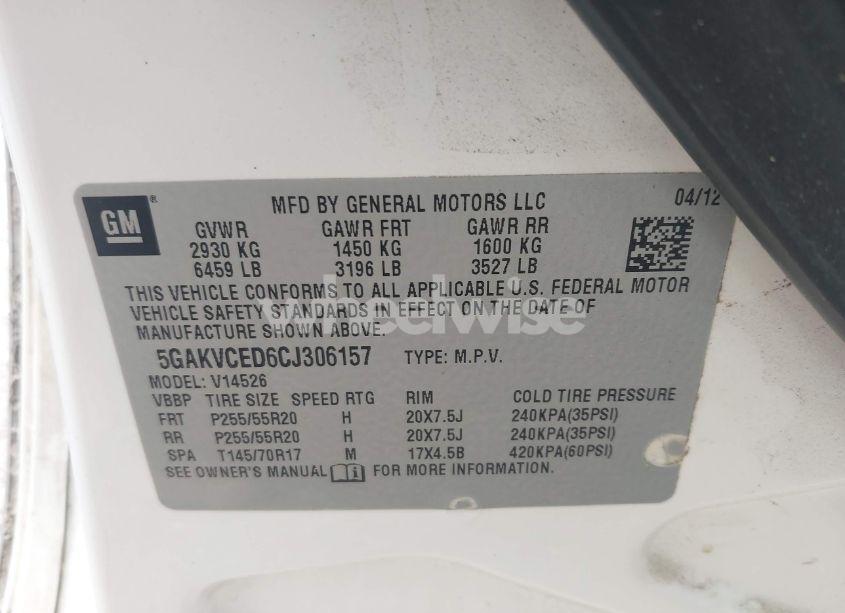 GM®
MFD BY GENERAL MOTORS LLC 04/12
GVWR GAWR FRT GAWR RR
2930 KG 1450 KG 1600 KG
6459 LB 3196 LB 3527 LB
THIS VEHICLE CONFORMS TO ALL APPLICABLE U.S. FEDERAL MOTOR
VEHICLE SAFETY STANDARDS IN EFFECT ON THE DATE OF
MANUFACTURE SHOWN ABOVE.
wheelwise
5GAKVCED6CJ306157 TYPE: M.P.V.
MODEL: V14526
VBBP TIRE SIZE SPEED RTG RIM COLD TIRE PRESSURE
FRT P255/55R20 H 20X7.5J 240KPA(35PSI)
RR P255/55R20 H 20X7.5J 240KPA(35PSI)
SPA T145/70R17 M 17X4.5B 420KPA(60PSI)
SEE OWNER'S MANUAL FOR MORE INFORMATION.